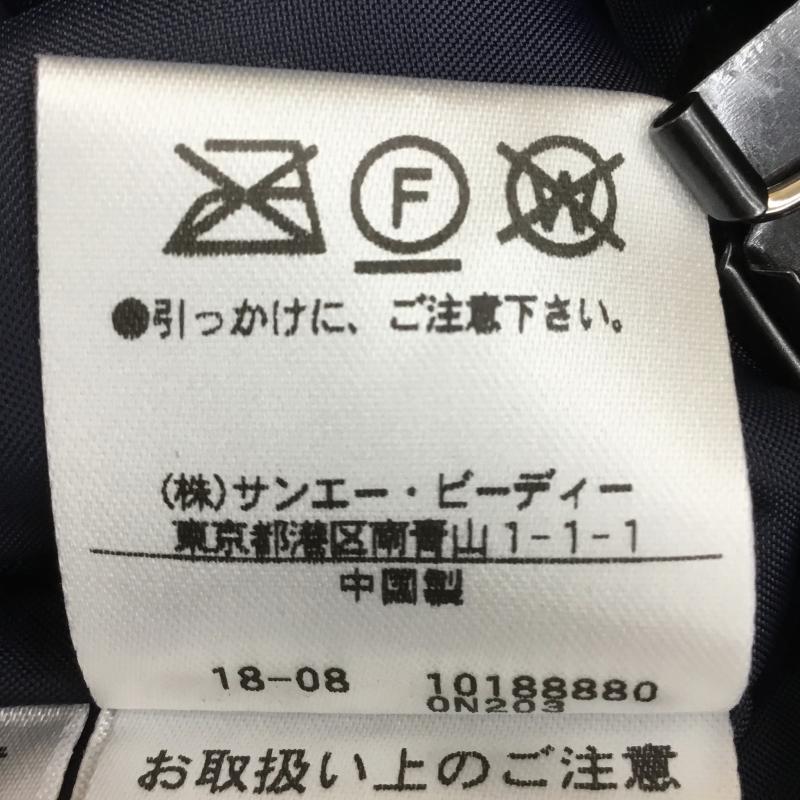 F W
●引っかけに、ご注意下さい。
(株)サンエー・ビーディー
東京都港区南青山1-1-1
中国製
18-08 10188880
0N203
お取扱い上のご注意